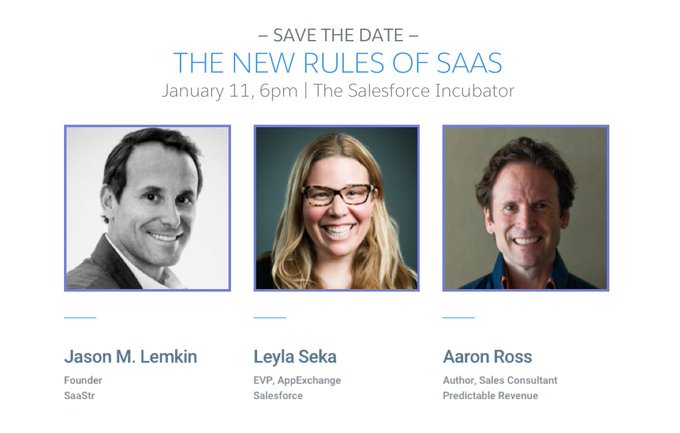 – SAVE THE DATE –
THE NEW RULES OF SAAS
January 11, 6pm | The Salesforce Incubator
Jason M. Lemkin
Founder
SaaStr
Leyla Seka
EVP, AppExchange
Salesforce
Aaron Ross
Author, Sales Consultant
Predictable Revenue